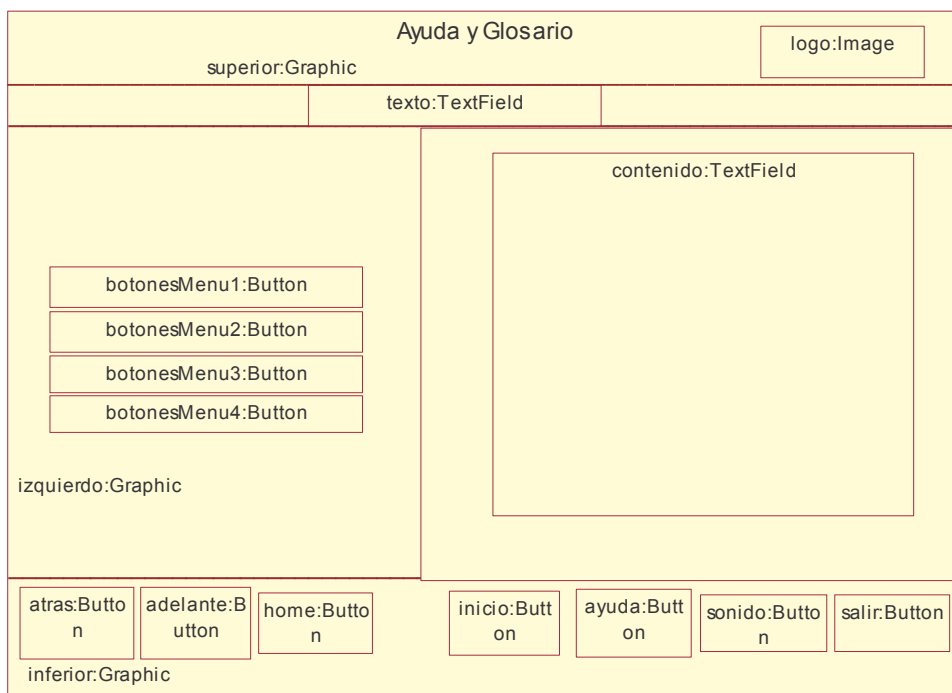 Ayuda y Glosario
logo:Image
superior:Graphic
texto:TextField
contenido:TextField
botonesMenu1:Button
botonesMenu2:Button
botonesMenu3:Button
botonesMenu4:Button
izquierdo:Graphic
atras:Butto
n
adelante:B
utton
home:Butto
n
inicio:Butt
on
ayuda:Butt
on
sonido:Butto
n
salir:Button
inferior:Graphic